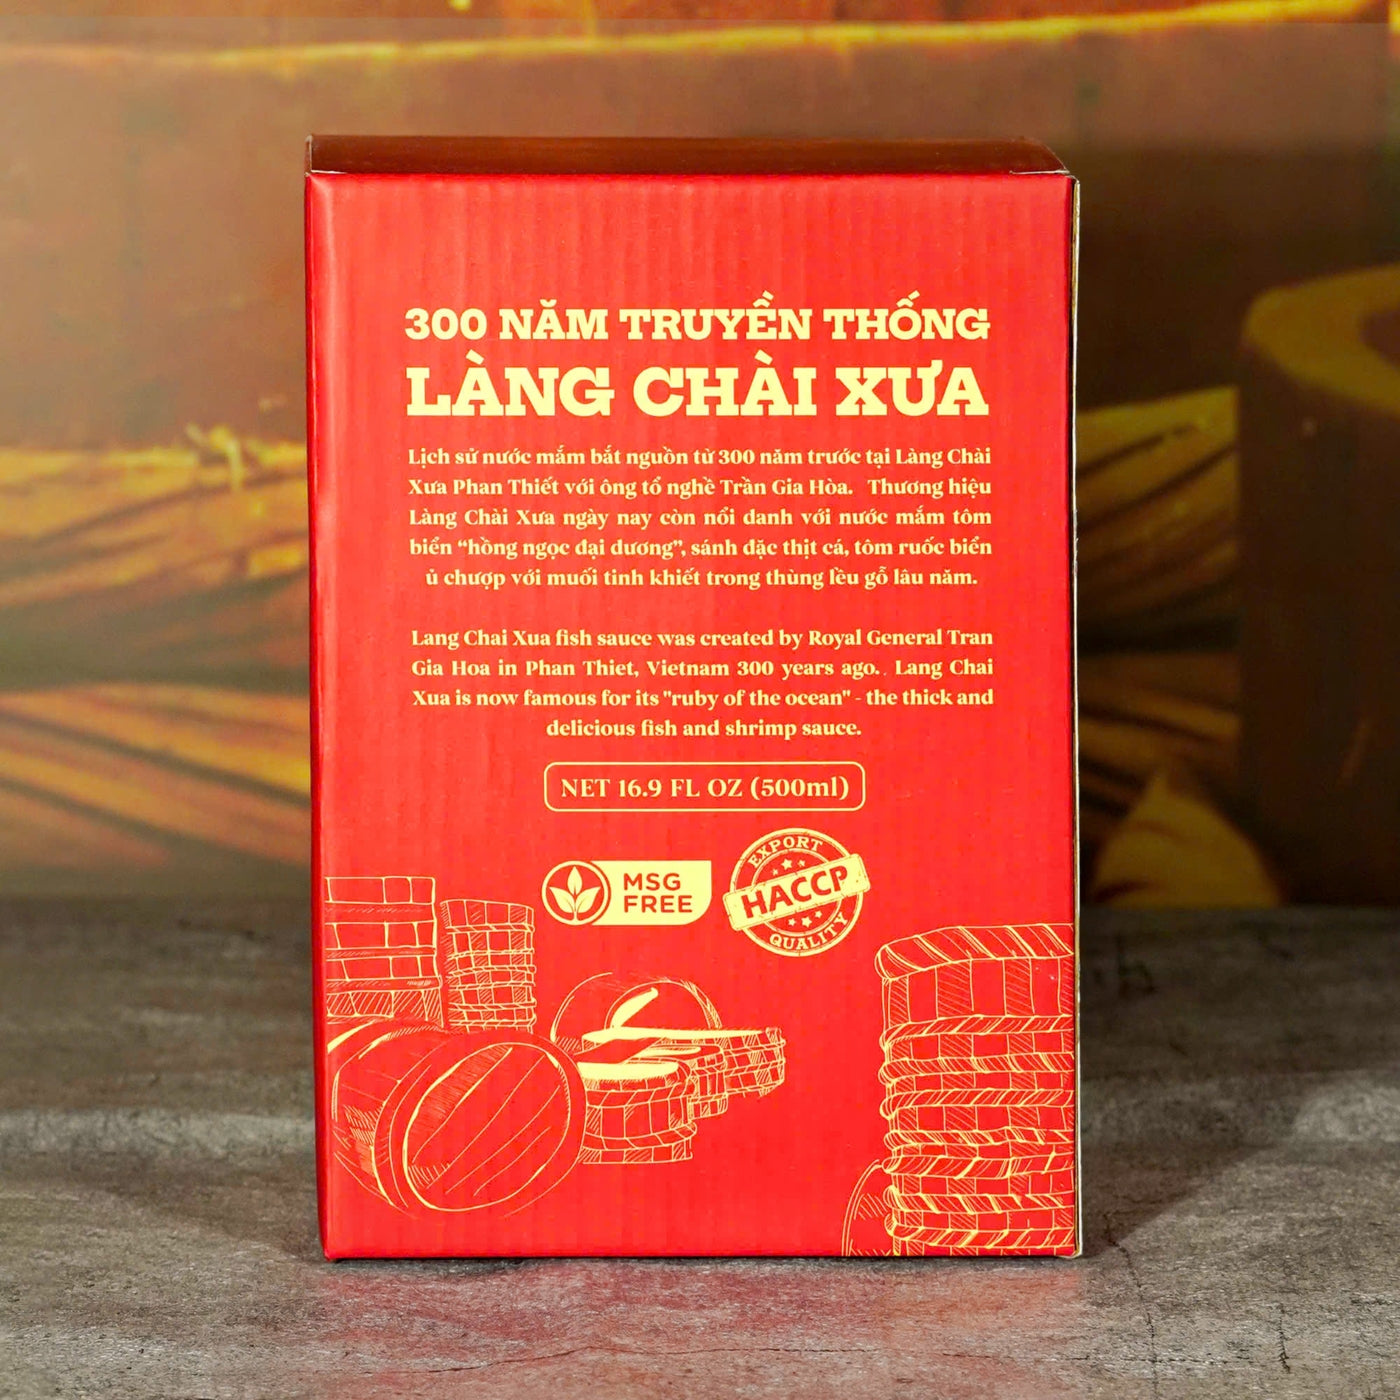 300 NĂM TRUYỀN THỐNG
LÀNG CHÀI XƯA
Lịch sử nước mắm bắt nguồn từ 300 năm trước tại Làng Chài
Xưa Phan Thiết với ông tổ nghề Trần Gia Hòa. Thương hiệu
Làng Chài Xưa ngày nay còn nổi danh với nước mắm tôm
biển “hồng ngọc đại dương”, sánh đặc thịt cá, tôm ruốc biển
ủ chượp với muối tinh khiết trong thùng lều gỗ lâu năm.
Lang Chai Xua fish sauce was created by Royal General Tran
Gia Hoa in Phan Thiet, Vietnam 300 years ago. Lang Chai
Xua is now famous for its "ruby of the ocean" - the thick and
delicious fish and shrimp sauce.
NET 16.9 FL OZ (500ml)
MSG
FREE
EXPORT
HACCP
QUALITY